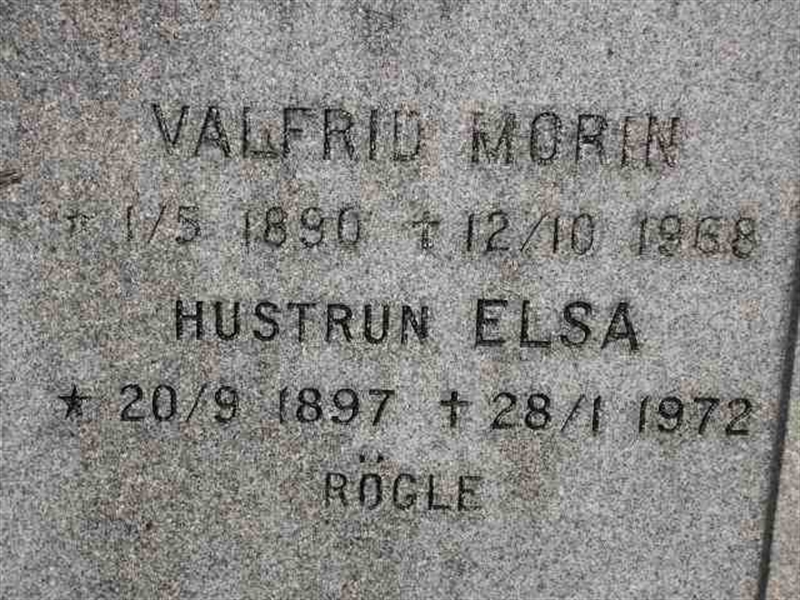 VALFRID MORIN
★ 1/5 1890 † 12/10 1968
HUSTRUN ELSA
★ 20/9 1897 † 28/1 1972
RÖGLE